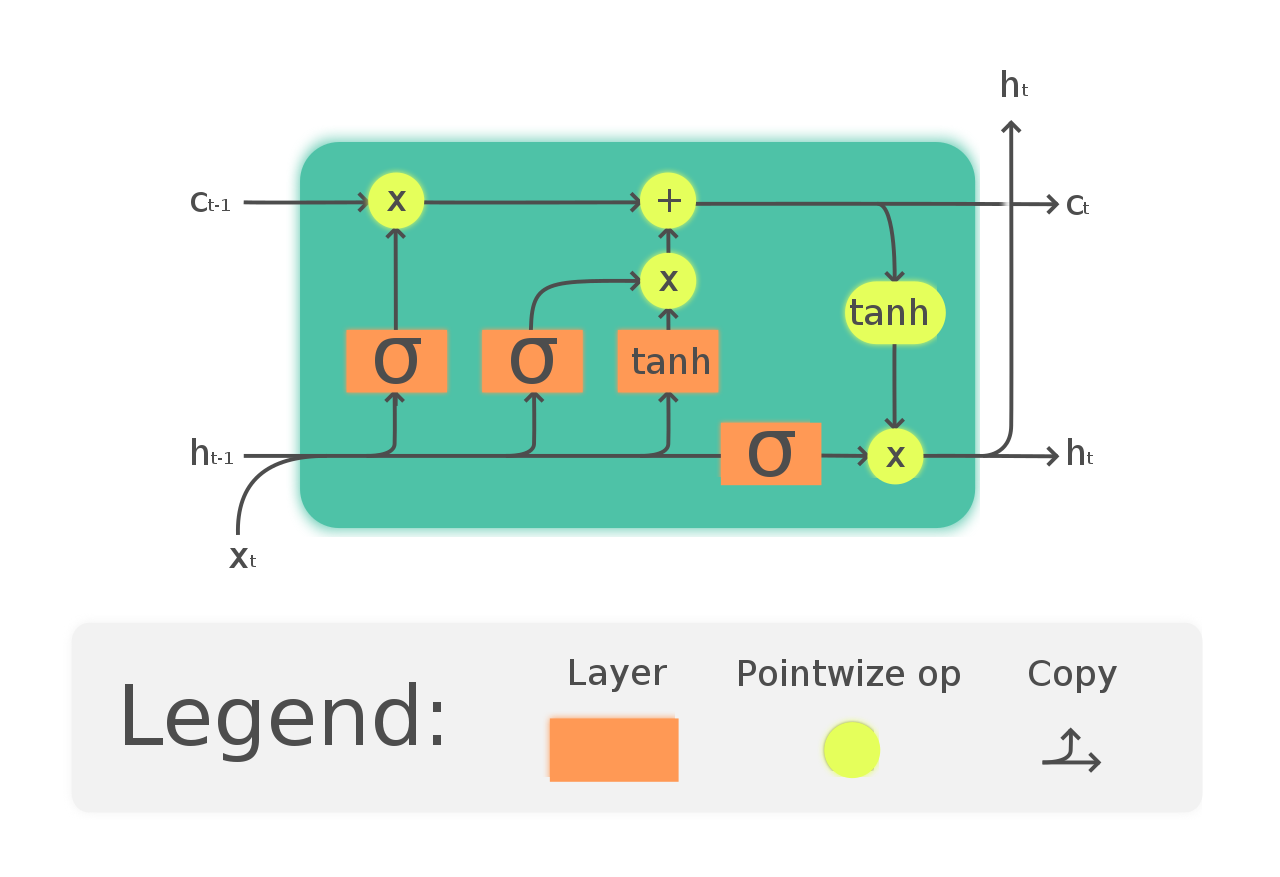 ht
x
+
ct-1
ct
x
tanh
σ
σ
tanh
ht-1
σ
x
ht
xt
Legend:
Layer
Pointwize op
Copy